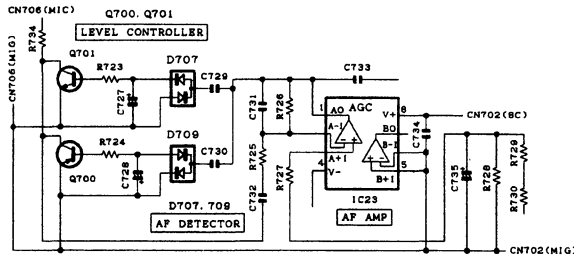 CN706(MIC)
Q700, Q701
LEVEL CONTROLLER
R734
CN706(MIG)
Q701
R723
D707
C729
C733
C727
C731
R726
1
AO
AGC
V+
8
CN702(8C)
A-I
BO
C734
D709
A+I
B-I
R724
R725
R727
4
V-
B+I
5
C735
R728
R729
Q700
C728
C730
R730
C732
IC23
D707, 709
AF DETECTOR
AF AMP
CN702(MIG)